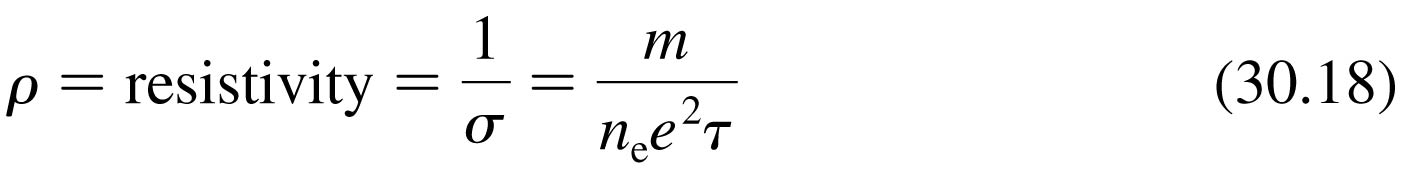 ρ = resistivity = 1/σ = m/(nₑe²τ) (30.18)